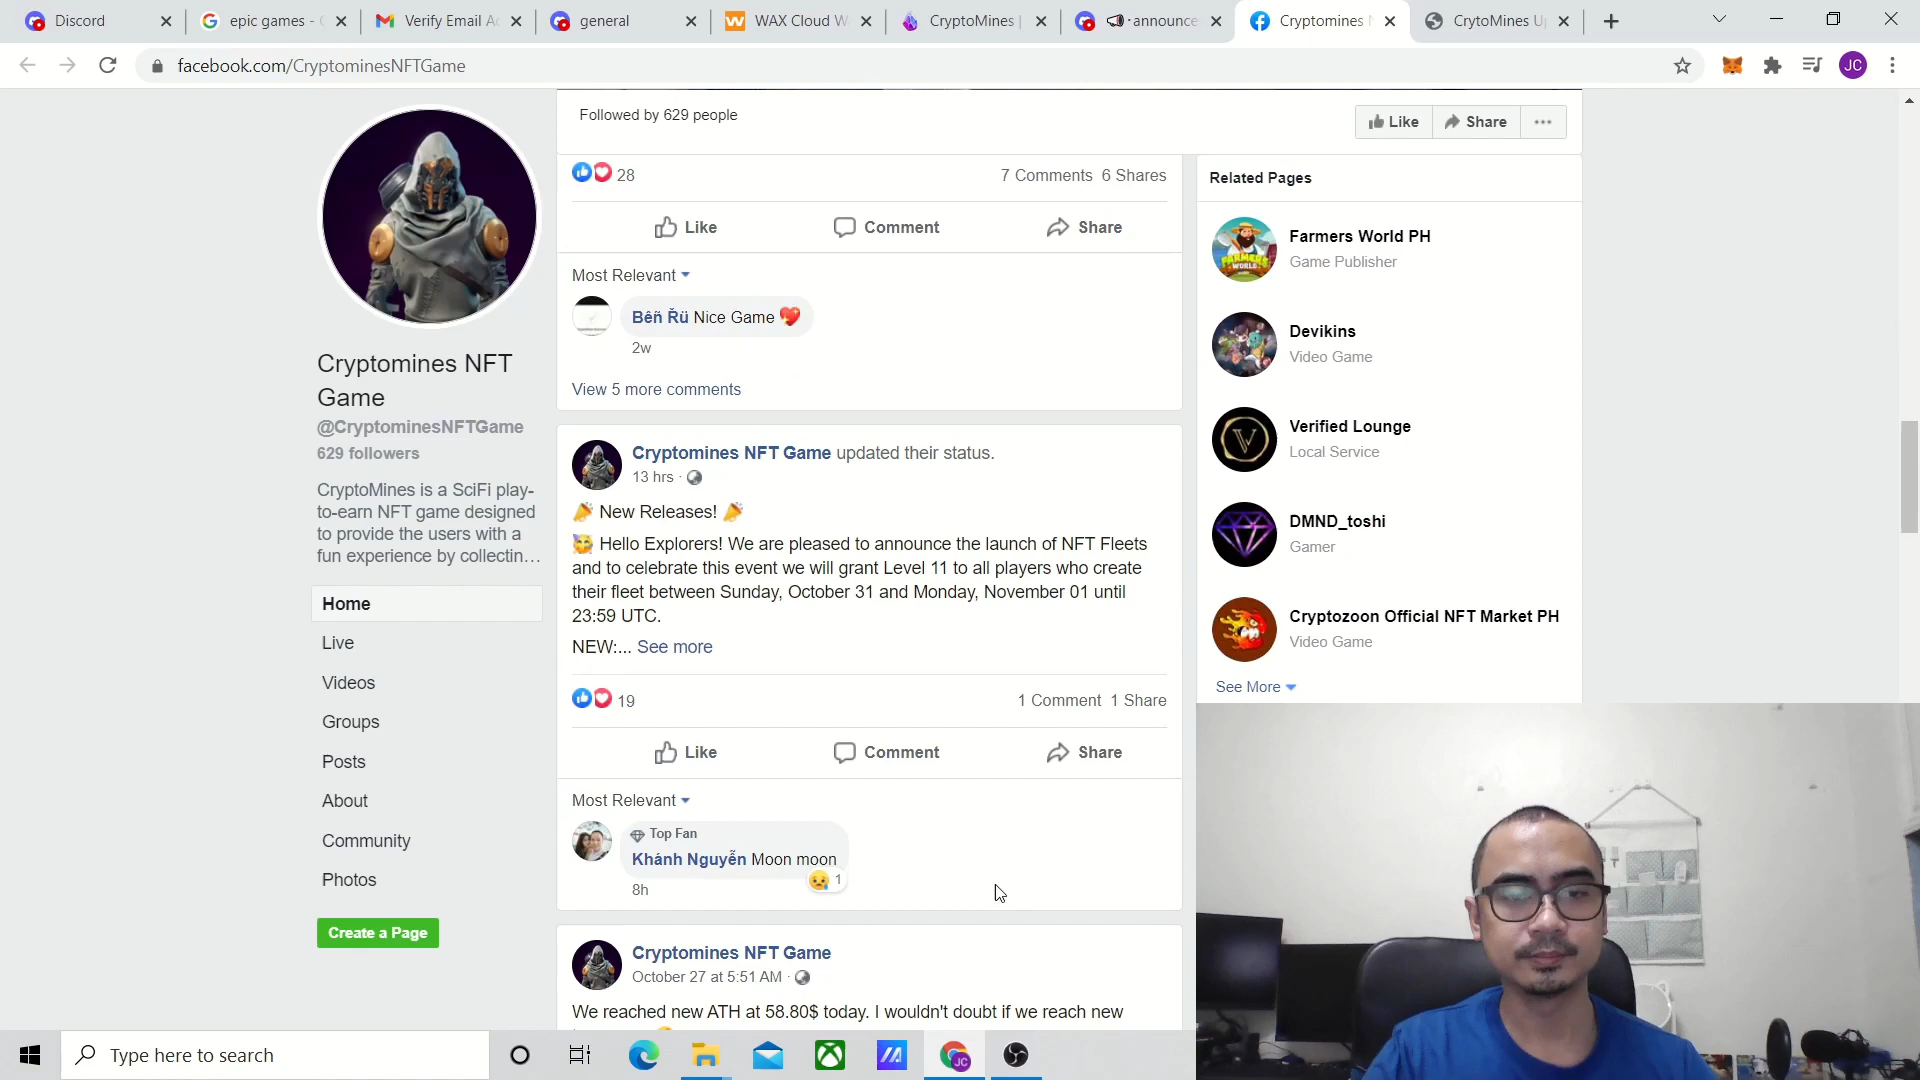 Discord
epic games - G
Verify Email Ac
general
WAX Cloud W
CryptoMines |
announce
Cryptomines N
CrytoMines Up
facebook.com/CryptominesNFTGame
JC
Followed by 629 people
Like
Share
28
7 Comments 6 Shares
Like
Comment
Share
Most Relevant
Bêñ Řü Nice Game 💖
2w
View 5 more comments
Cryptomines NFT
Game
@CryptominesNFTGame
629 followers
CryptoMines is a SciFi play-
to-earn NFT game designed
to provide the users with a
fun experience by collectin...
Home
Live
Videos
Groups
Posts
About
Community
Photos
Create a Page
Cryptomines NFT Game updated their status.
13 hrs ·
🎉 New Releases! 🎉
🥳 Hello Explorers! We are pleased to announce the launch of NFT Fleets
and to celebrate this event we will grant Level 11 to all players who create
their fleet between Sunday, October 31 and Monday, November 01 until
23:59 UTC.
NEW:... See more
19
1 Comment 1 Share
Like
Comment
Share
Most Relevant
Top Fan
Khánh Nguyễn Moon moon
1
8h
Cryptomines NFT Game
October 27 at 5:51 AM ·
We reached new ATH at 58.80$ today. I wouldn't doubt if we reach new
Related Pages
Farmers World PH
Game Publisher
FARMERS
WORLD
Devikins
Video Game
Verified Lounge
Local Service
V
DMND_toshi
Gamer
Cryptozoon Official NFT Market PH
Video Game
See More
Type here to search
JC